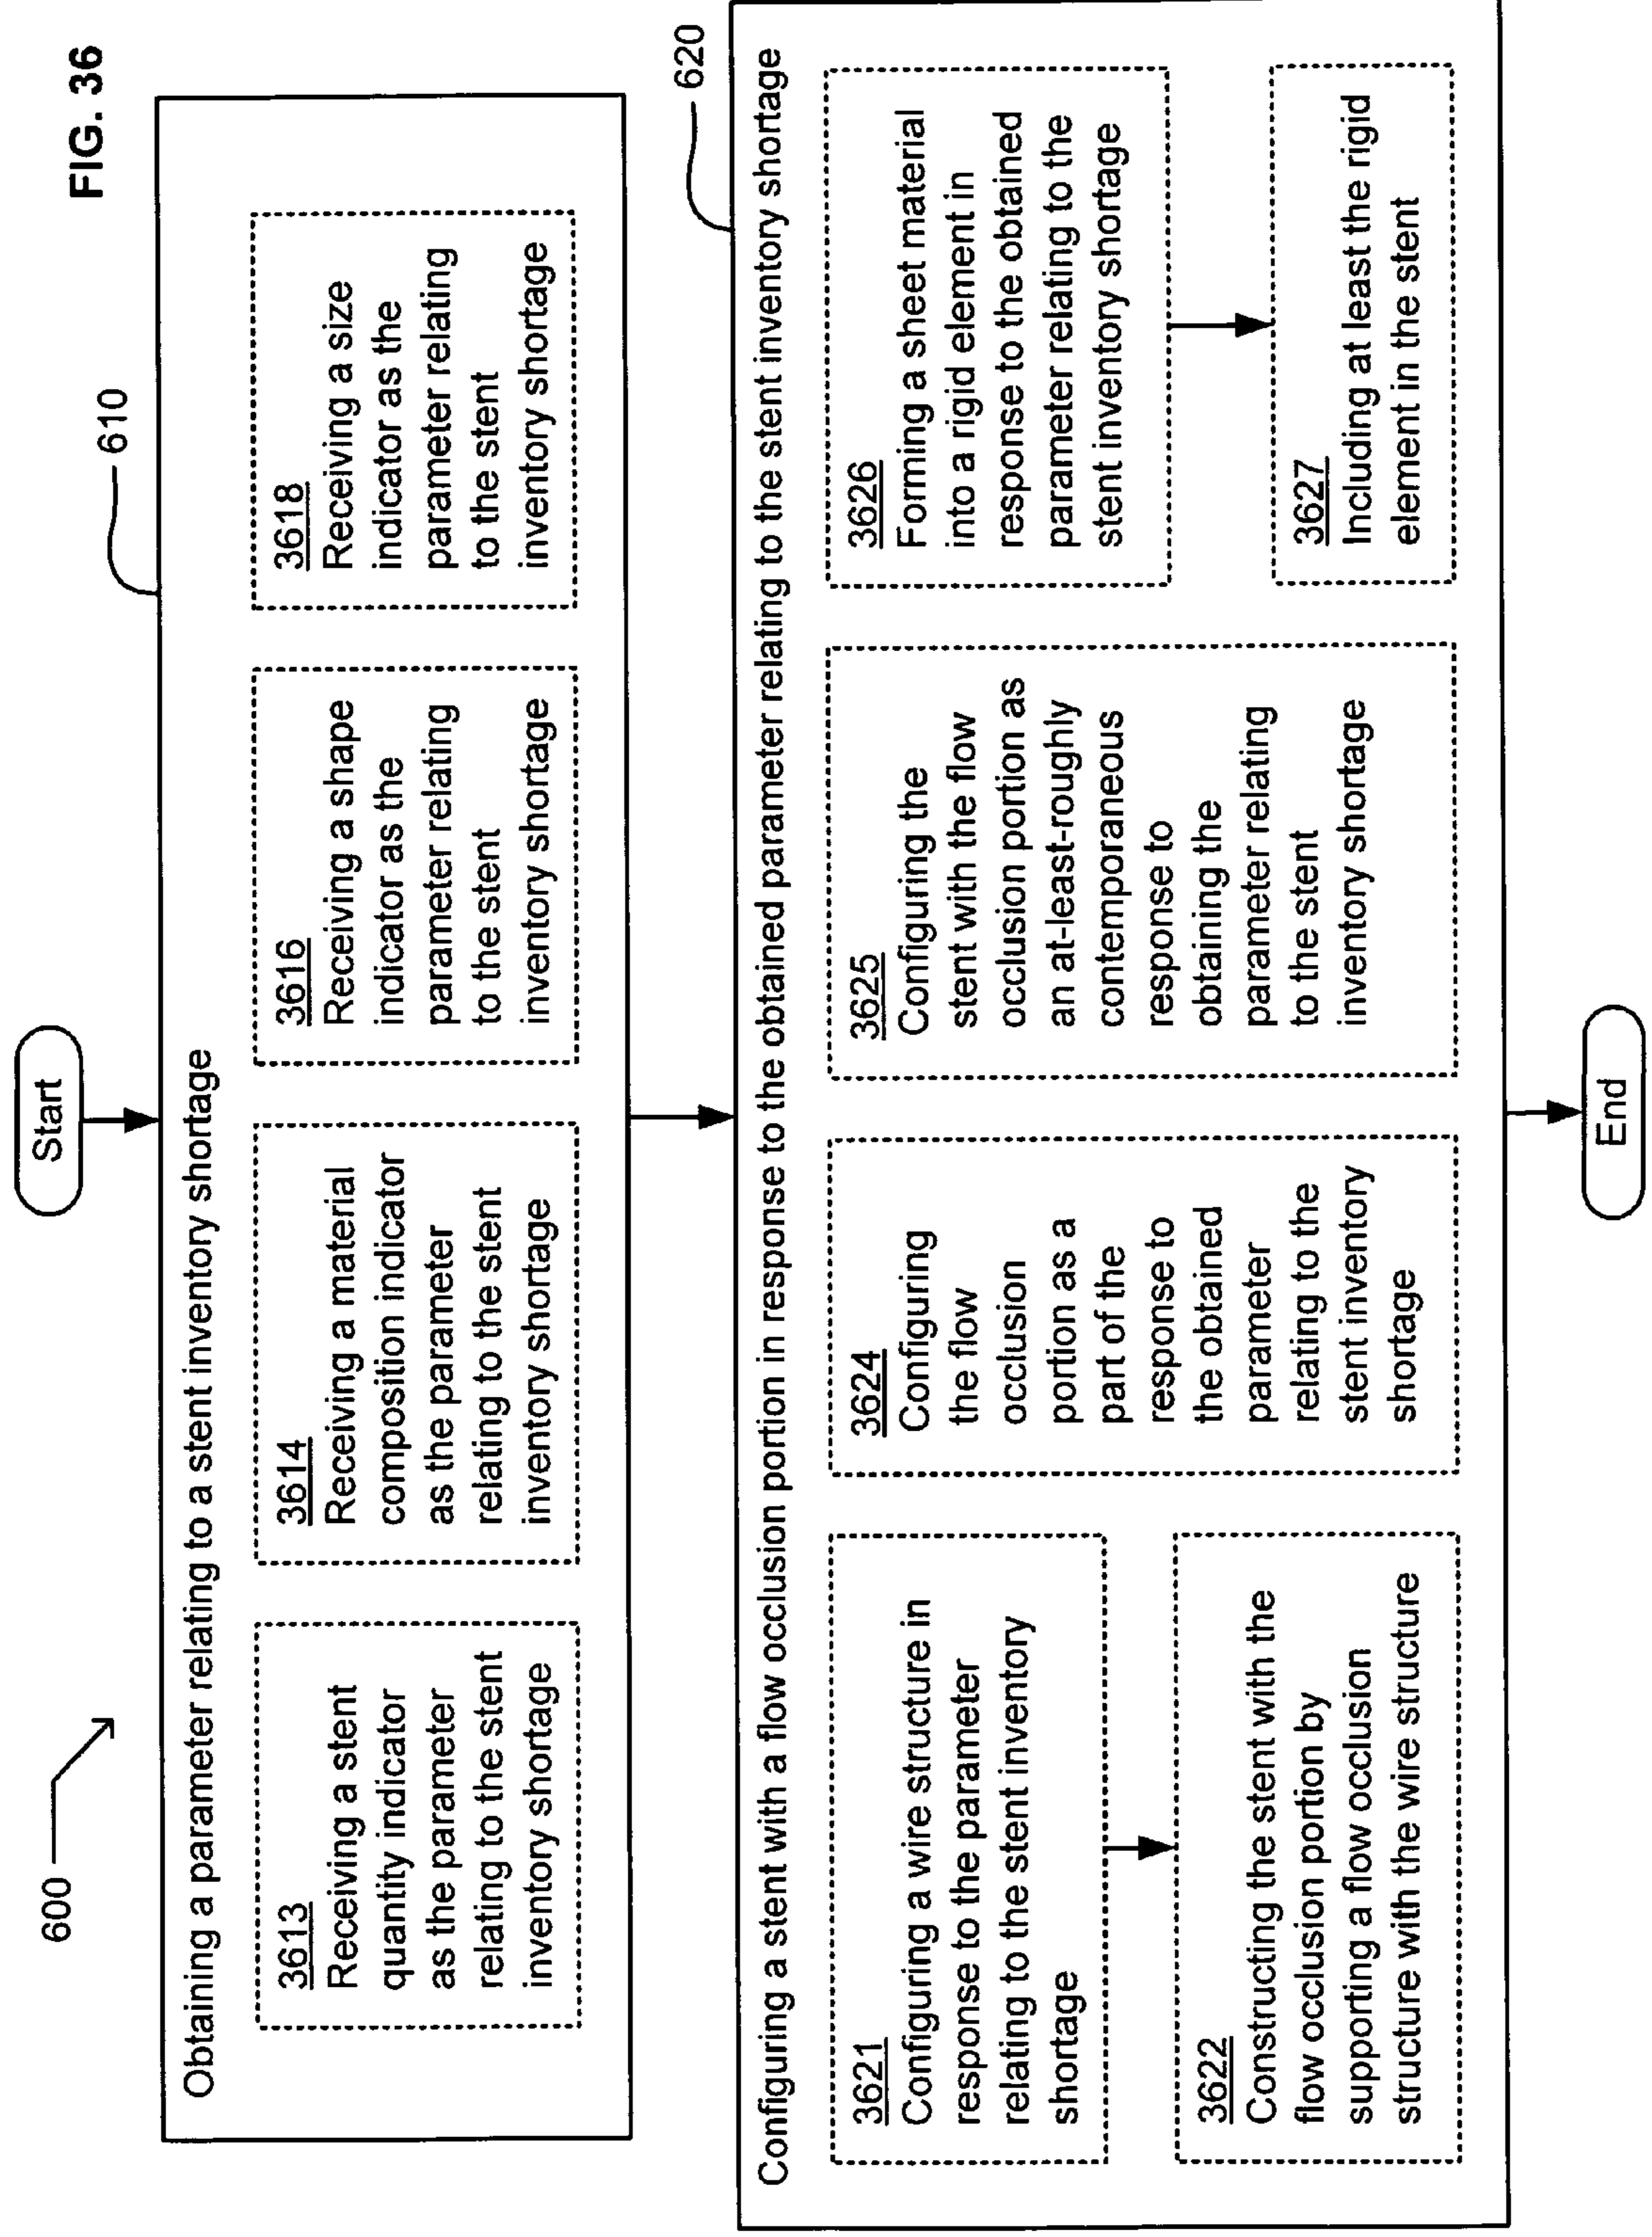 FIG. 36
600
Start
610
Obtaining a parameter relating to a stent inventory shortage
3613
Receiving a stent
quantity indicator
as the parameter
relating to the stent
inventory shortage
3614
Receiving a material
composition indicator
as the parameter
relating to the stent
inventory shortage
3616
Receiving a shape
indicator as the
parameter relating
to the stent
inventory shortage
3618
Receiving a size
indicator as the
parameter relating
to the stent
inventory shortage
620
Configuring a stent with a flow occlusion portion in response to the obtained parameter relating to the stent inventory shortage
3621
Configuring a wire structure in
response to the parameter
relating to the stent inventory
shortage
3622
Constructing the stent with the
flow occlusion portion by
supporting a flow occlusion
structure with the wire structure
3624
Configuring
the flow
occlusion
portion as a
part of the
response to
the obtained
parameter
relating to the
stent inventory
shortage
3625
Configuring the
stent with the flow
occlusion portion as
an at-least-roughly
contemporaneous
response to
obtaining the
parameter relating
to the stent
inventory shortage
3626
Forming a sheet material
into a rigid element in
response to the obtained
parameter relating to the
stent inventory shortage
3627
Including at least the rigid
element in the stent
End